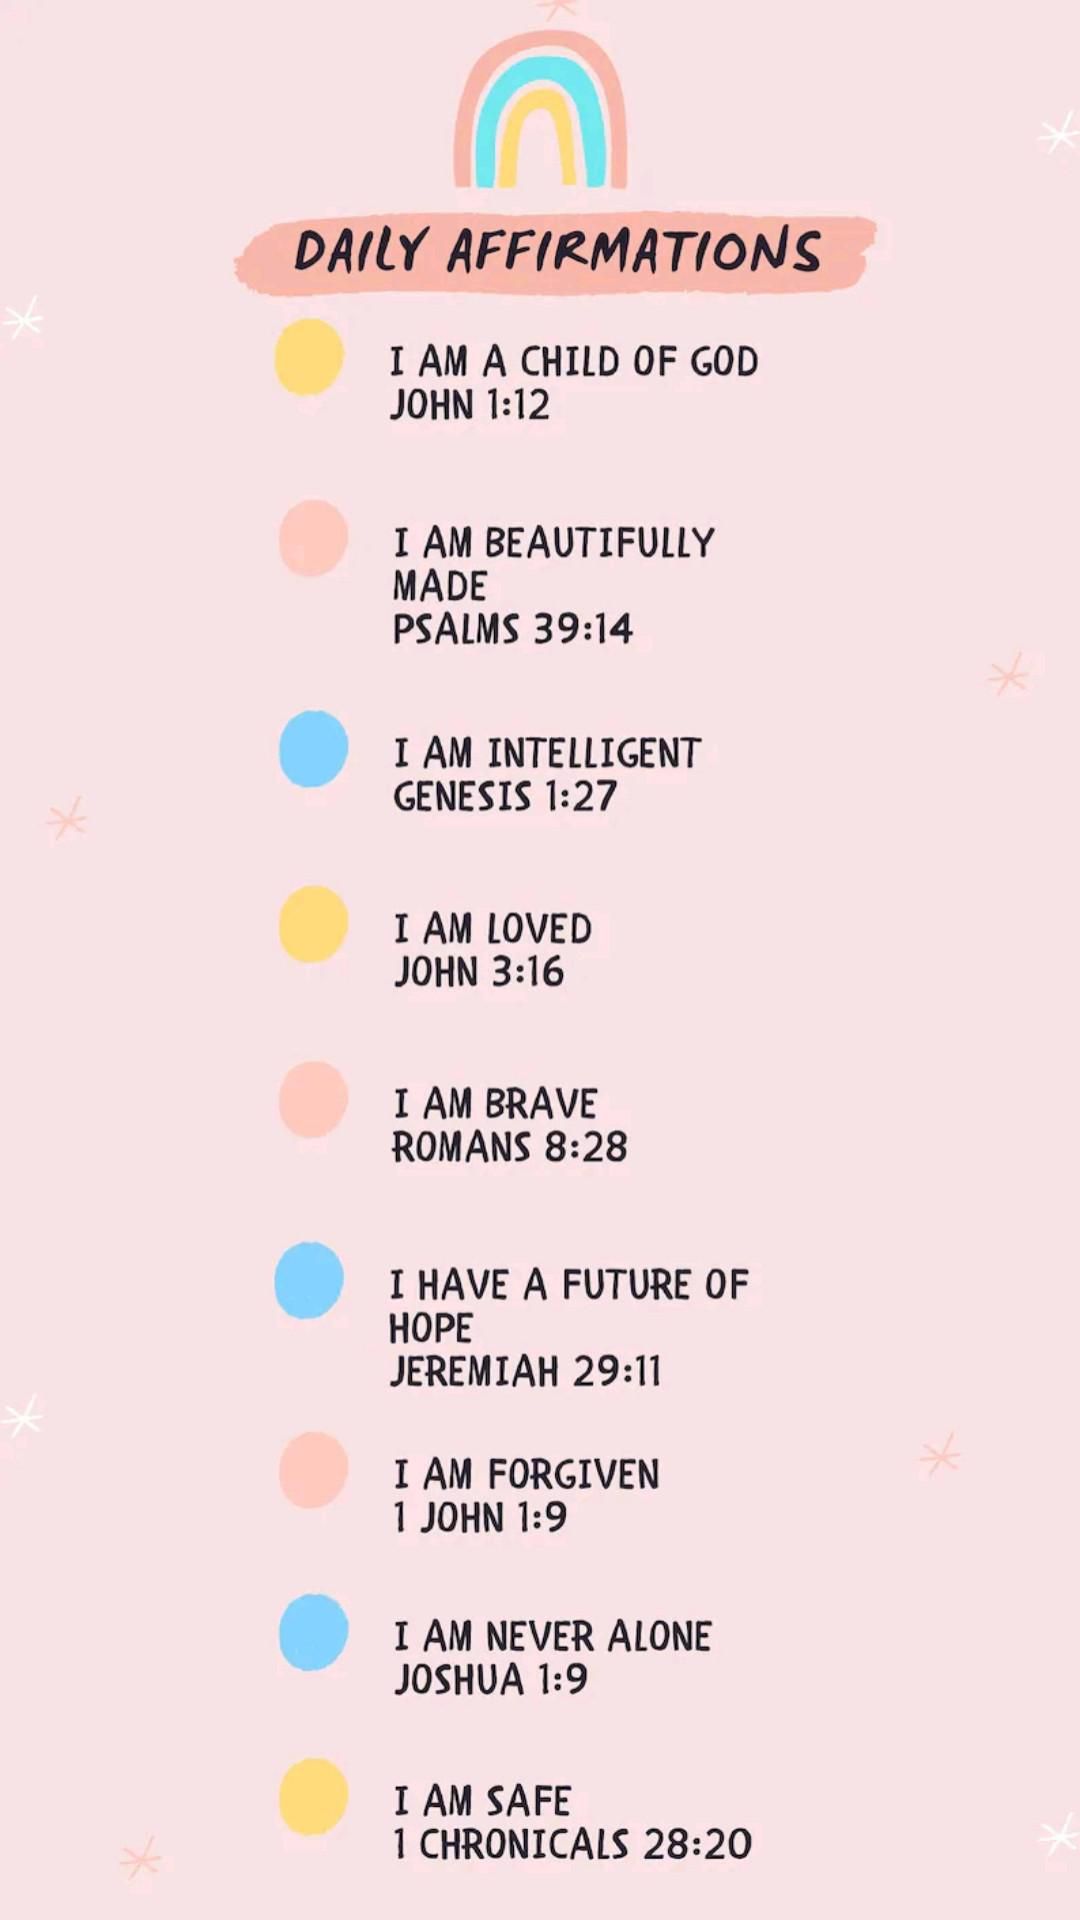 DAILY AFFIRMATIONS
I AM A CHILD OF GOD
JOHN 1:12
I AM BEAUTIFULLY
MADE
PSALMS 39:14
I AM INTELLIGENT
GENESIS 1:27
I AM LOVED
JOHN 3:16
I AM BRAVE
ROMANS 8:28
I HAVE A FUTURE OF
HOPE
JEREMIAH 29:11
I AM FORGIVEN
1 JOHN 1:9
I AM NEVER ALONE
JOSHUA 1:9
I AM SAFE
1 CHRONICALS 28:20